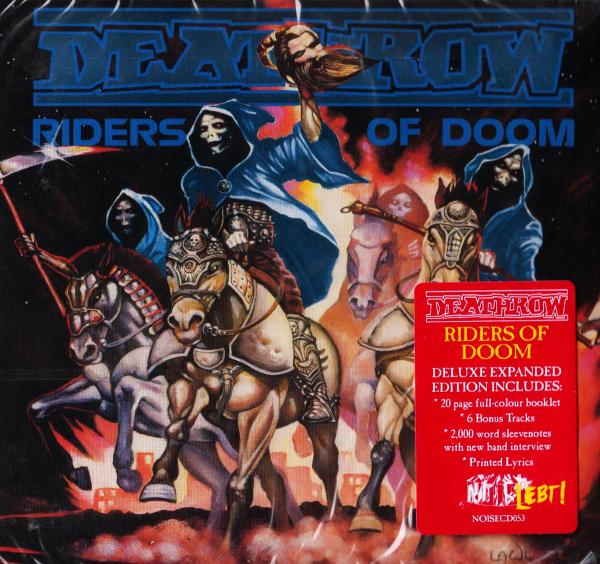 DEATHROW
RIDERS OF DOOM
DEATHROW
RIDERS OF
DOOM
DELUXE EXPANDED
EDITION INCLUDES:
* 20 page full-colour booklet
* 6 Bonus Tracks
* 2,000 word sleevenotes
with new band interview
* Printed Lyrics
NOISE LEBT!
NOISECD053